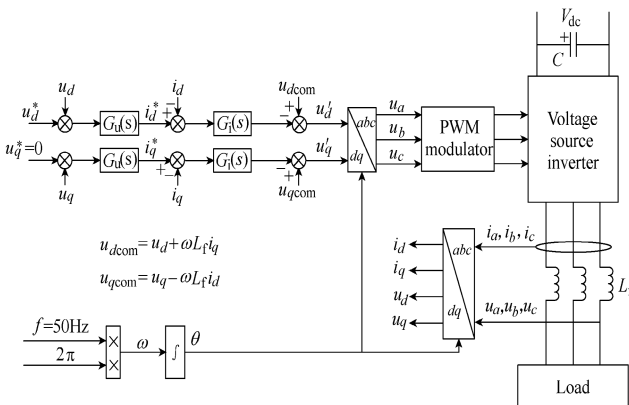 V_dc
+
C
u_d
i_d
u_dcom
u_d^*
G_u(s)
i_d^*
+ −
G_i(s)
− +
u_d′
u_q^*=0
G_u(s)
i_q^*
+ −
G_i(s)
− +
u_q′
u_q
i_q
u_qcom
abc
dq
u_a
u_b
u_c
PWM
modulator
Voltage
source
inverter
u_dcom = u_d + ωL_f i_q
u_qcom = u_q − ωL_f i_d
i_d
i_q
u_d
u_q
abc
dq
i_a, i_b, i_c
u_a, u_b, u_c
L
f=50Hz
2π
×
×
ω
∫
θ
Load